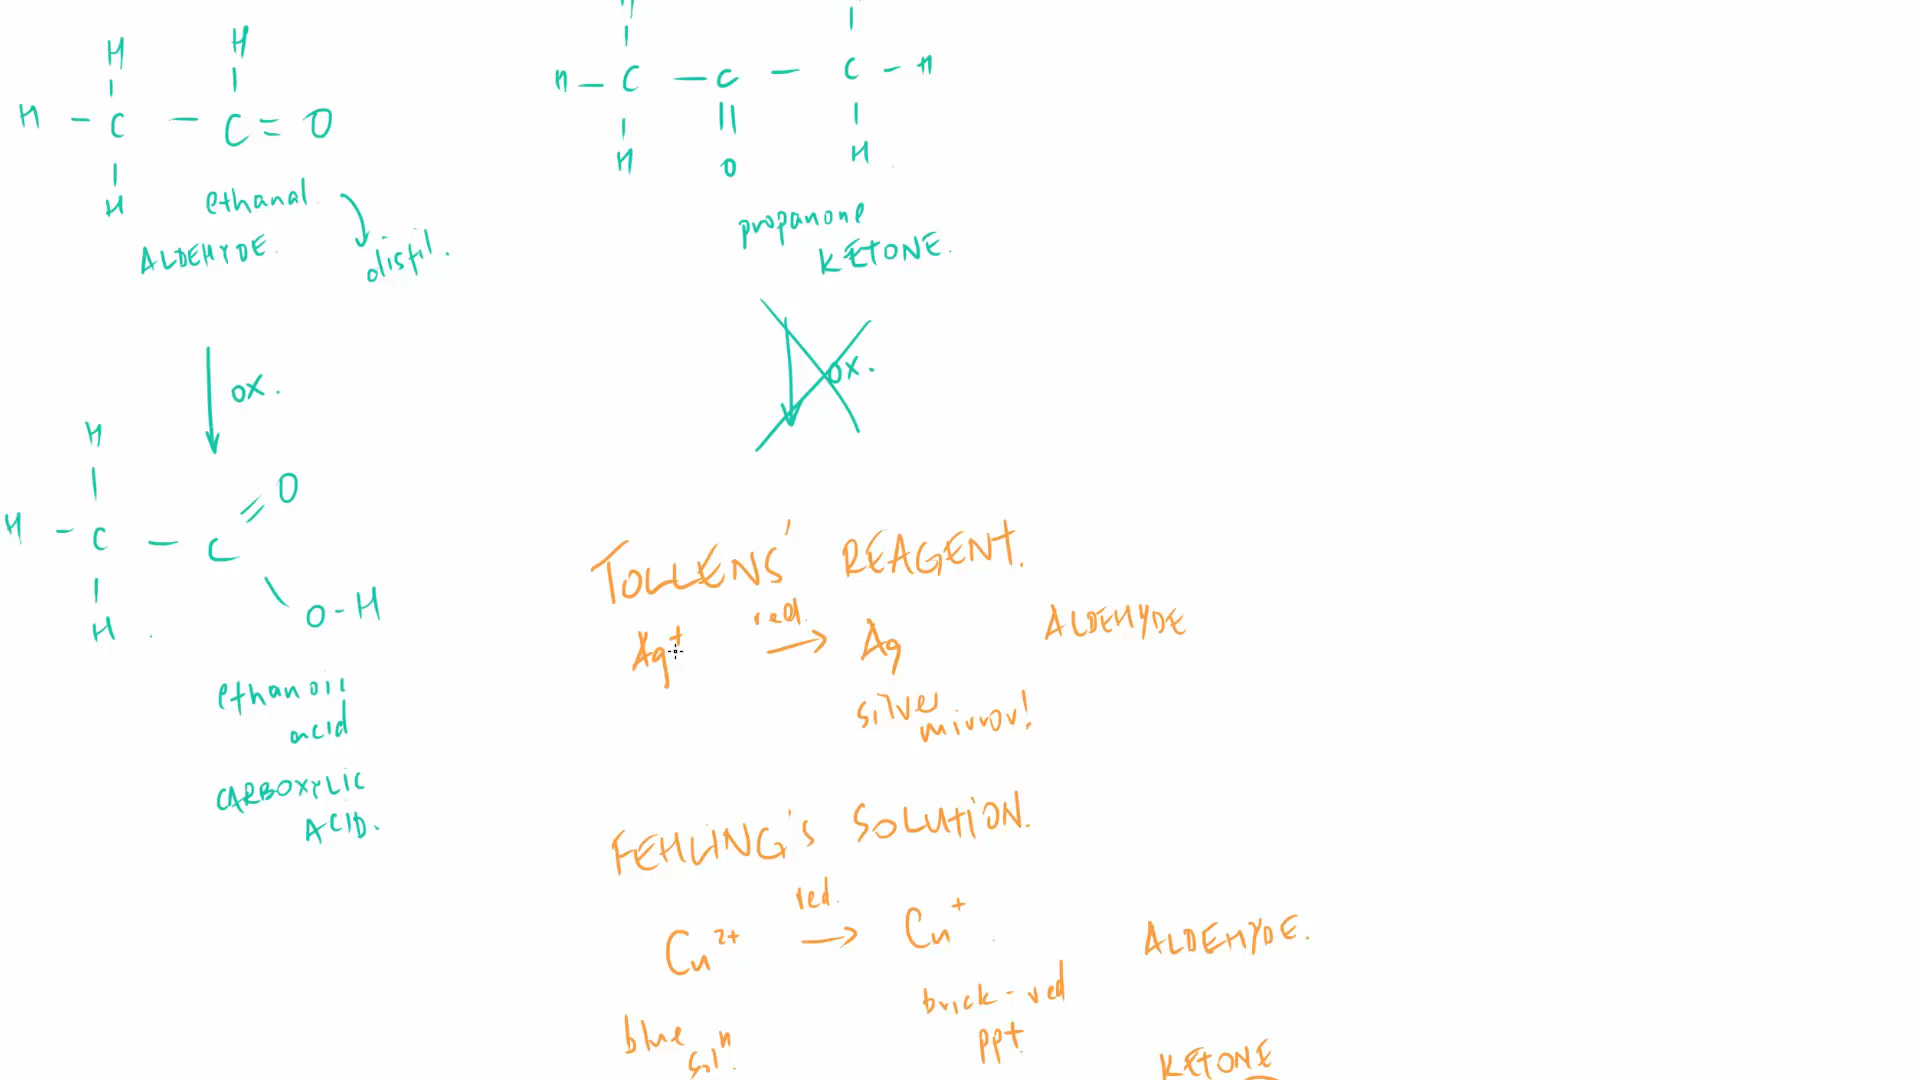 H H
H - C - C = O
H
ethanal
ALDEHYDE
distil.
H
H - C - C - C - H
H O H
propanone
KETONE.
ox.
ox.
H
O
H - C - C
H
O-H
ethanoic
acid
CARBOXYLIC
ACID.
TOLLENS' REAGENT.
red.
Ag+ → Ag
ALDEHYDE
silver
mirror!
FEHLING's SOLUTION.
red.
Cu2+ → Cu+
ALDEHYDE.
blue
solⁿ.
brick-red
ppt
KETONE